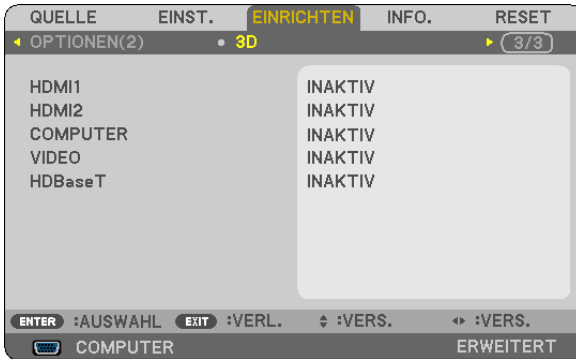 QUELLE EINST. EINRICHTEN INFO. RESET
OPTIONEN(2) 3D 3/3
HDMI1 INAKTIV
HDMI2 INAKTIV
COMPUTER INAKTIV
VIDEO INAKTIV
HDBaseT INAKTIV
ENTER :AUSWAHL EXIT :VERL. :VERS. :VERS.
COMPUTER ERWEITERT